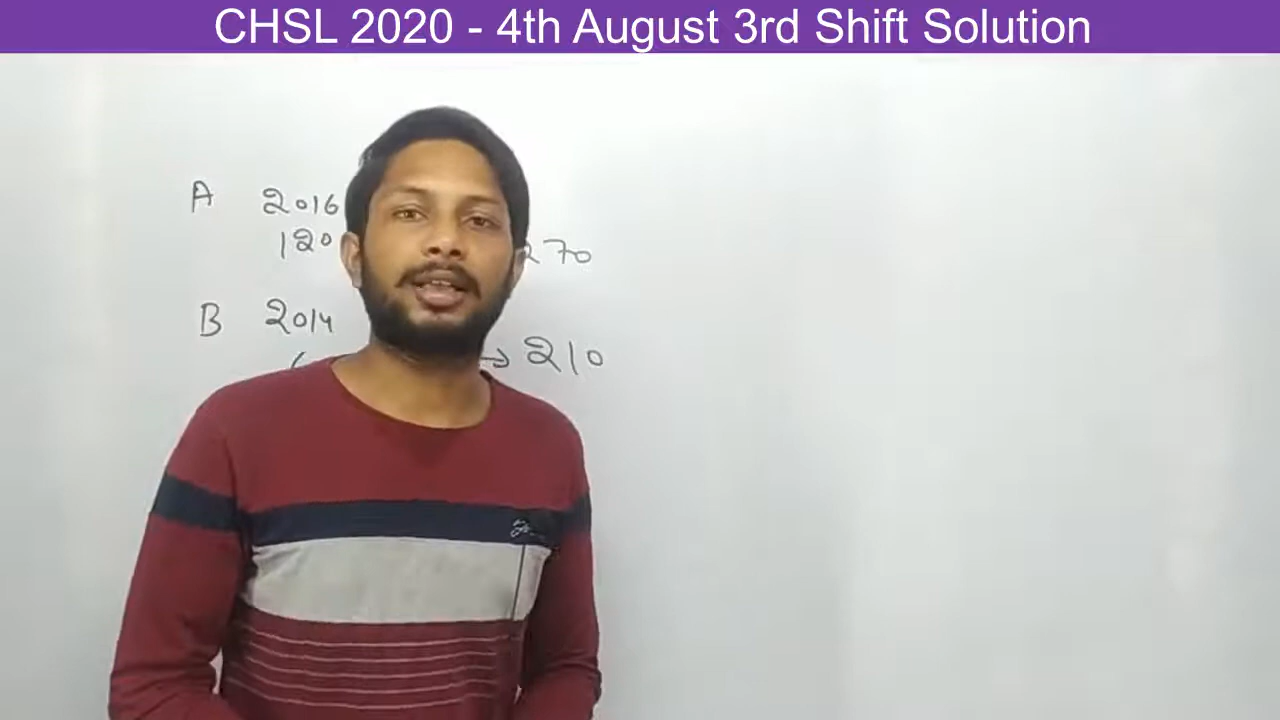 CHSL 2020 - 4th August 3rd Shift Solution
A 2016
120 270
B 2014
→ 210